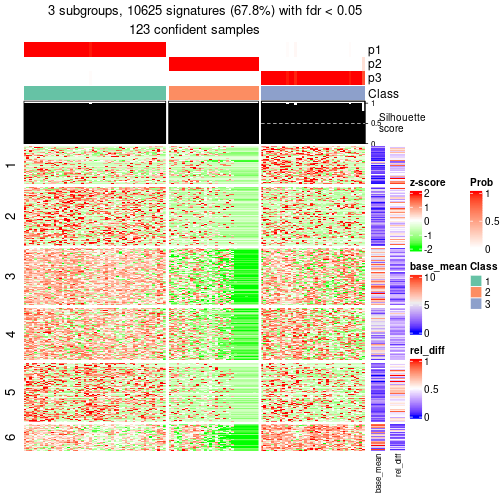 3 subgroups, 10625 signatures (67.8%) with fdr < 0.05
123 confident samples
p1
p2
p3
Class
1
0.5
0
Silhouette
score
1
2
3
4
5
6
z-score
2
1
0
-1
-2
Prob
1
0.5
0
base_mean
10
5
0
Class
1
2
3
rel_diff
1
0.5
0
base_mean
rel_diff